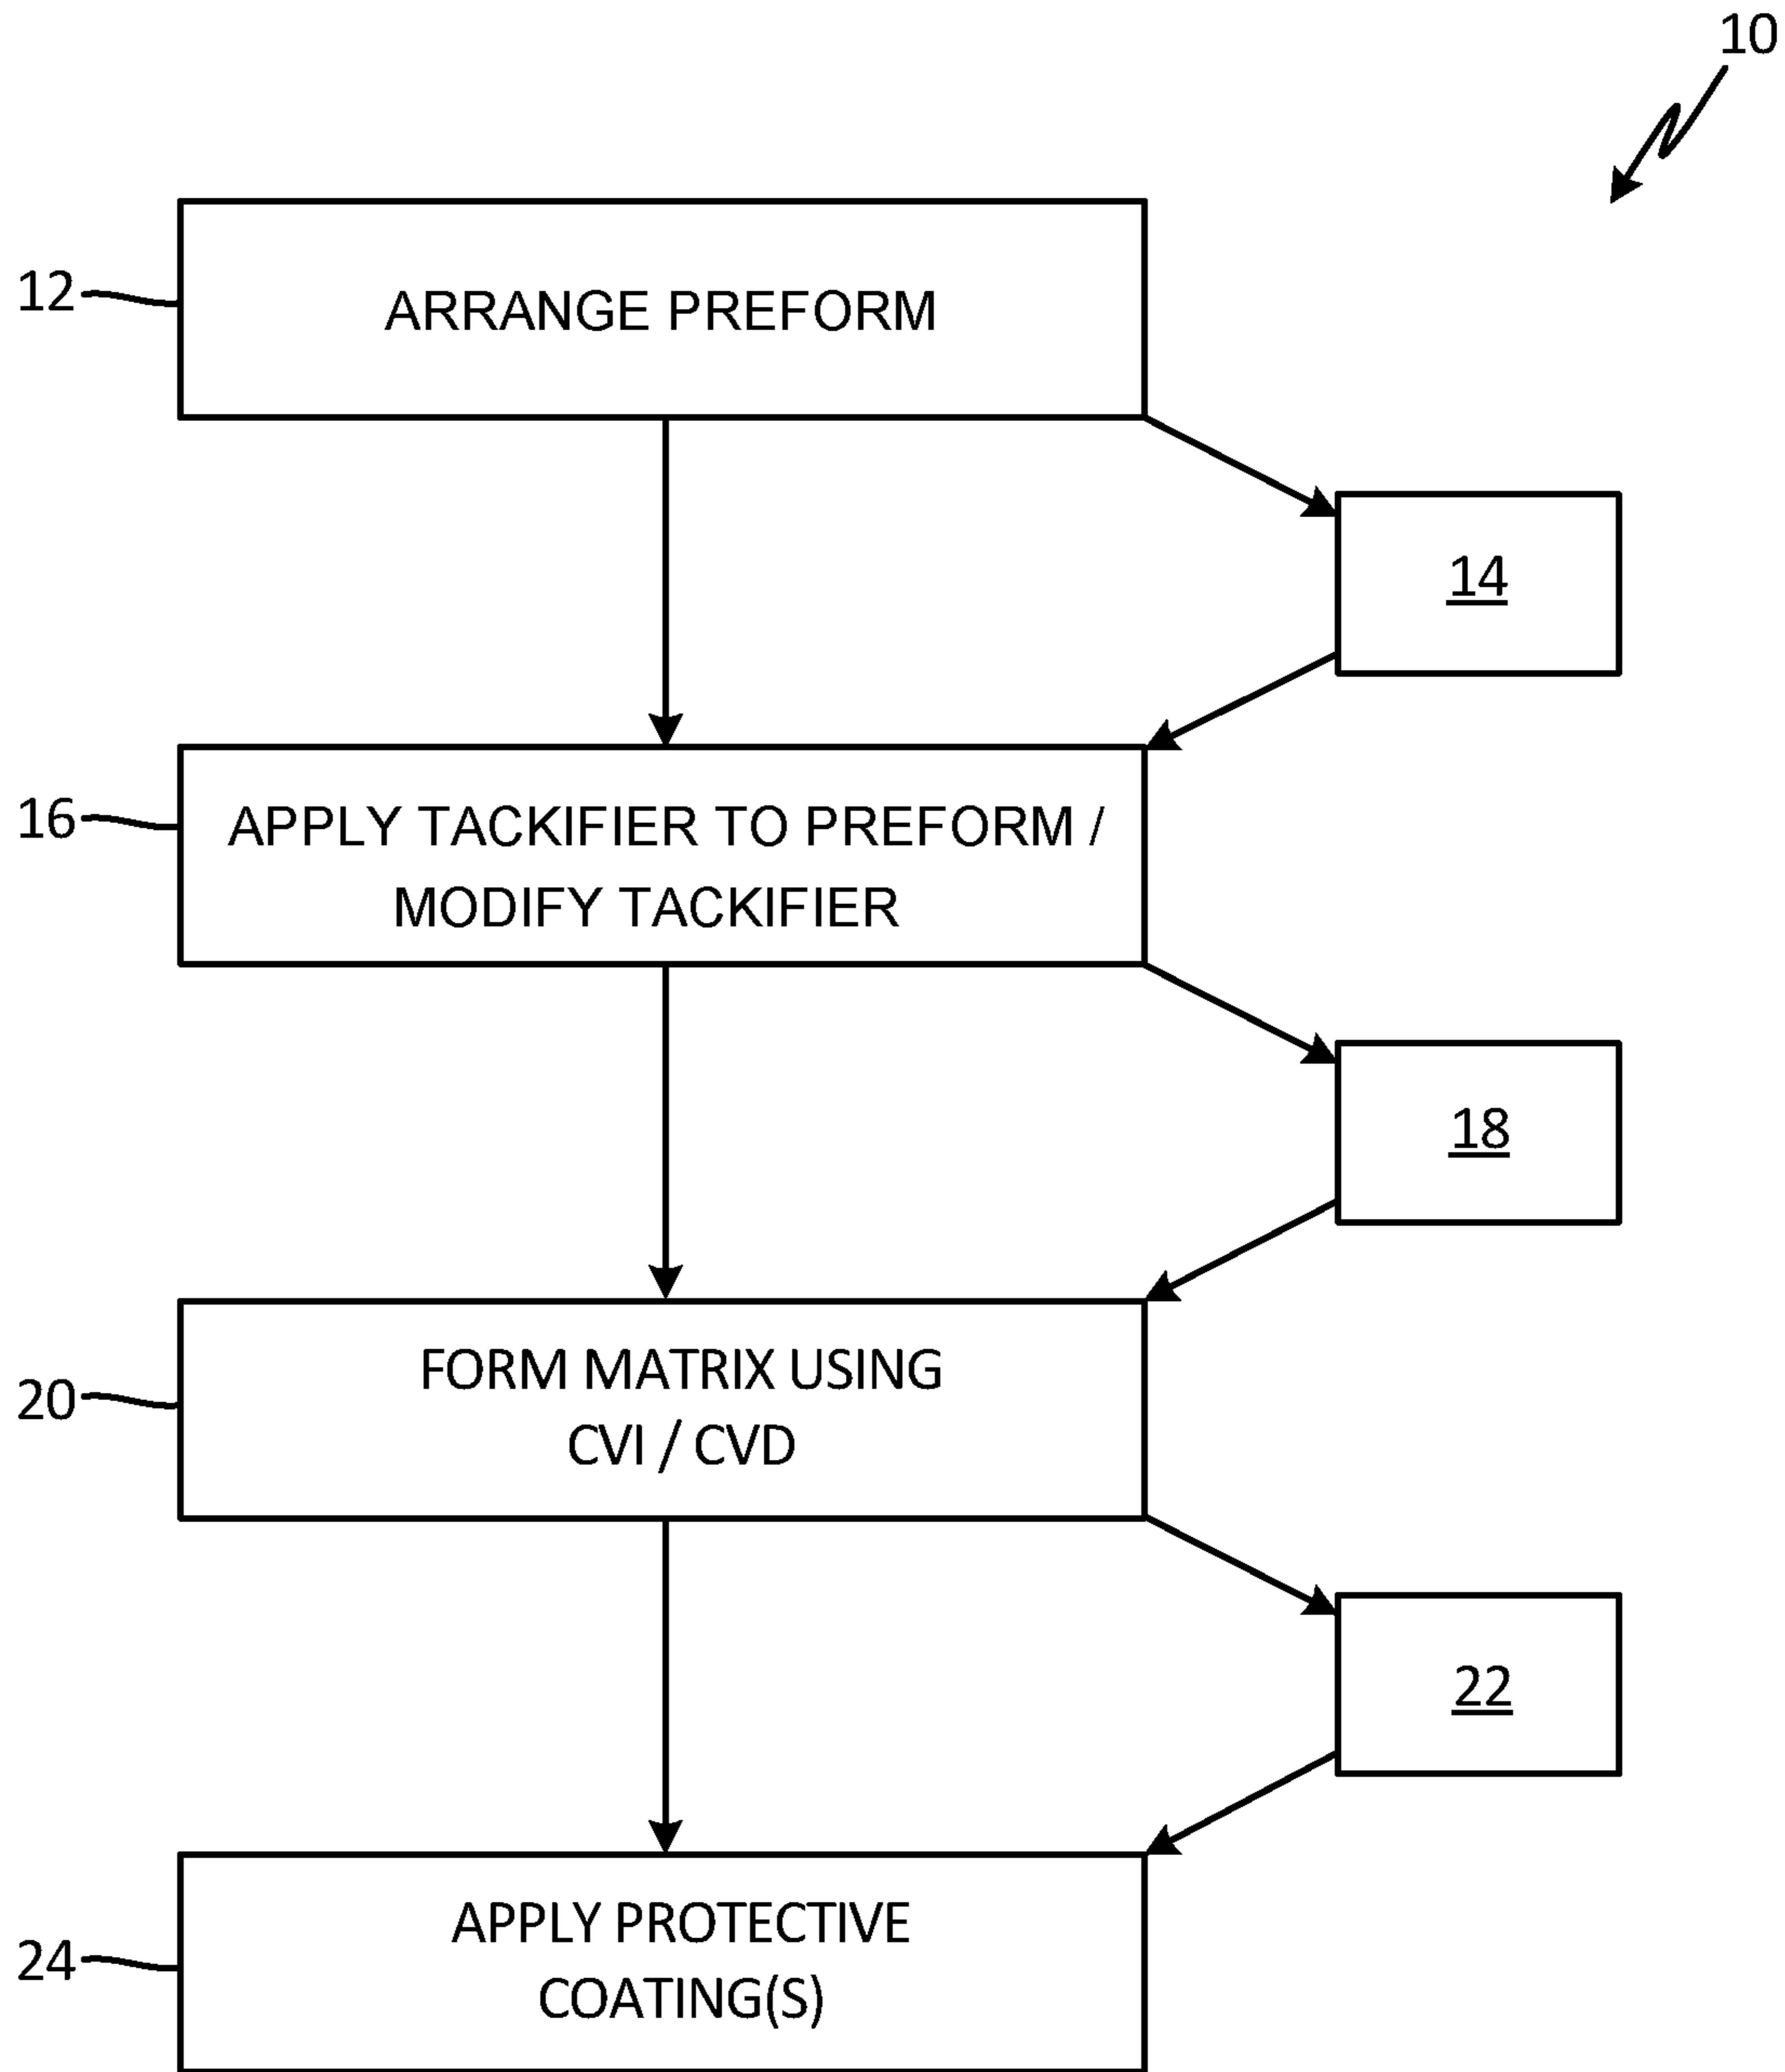 10
12
ARRANGE PREFORM
14
16
APPLY TACKIFIER TO PREFORM /
MODIFY TACKIFIER
18
20
FORM MATRIX USING
CVI / CVD
22
24
APPLY PROTECTIVE
COATING(S)